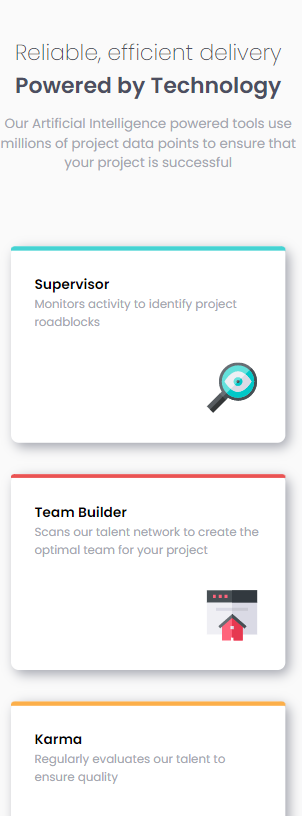 Reliable, efficient delivery
Powered by Technology
Our Artificial Intelligence powered tools use
millions of project data points to ensure that
your project is successful
Supervisor
Monitors activity to identify project
roadblocks
Team Builder
Scans our talent network to create the
optimal team for your project
Karma
Regularly evaluates our talent to
ensure quality